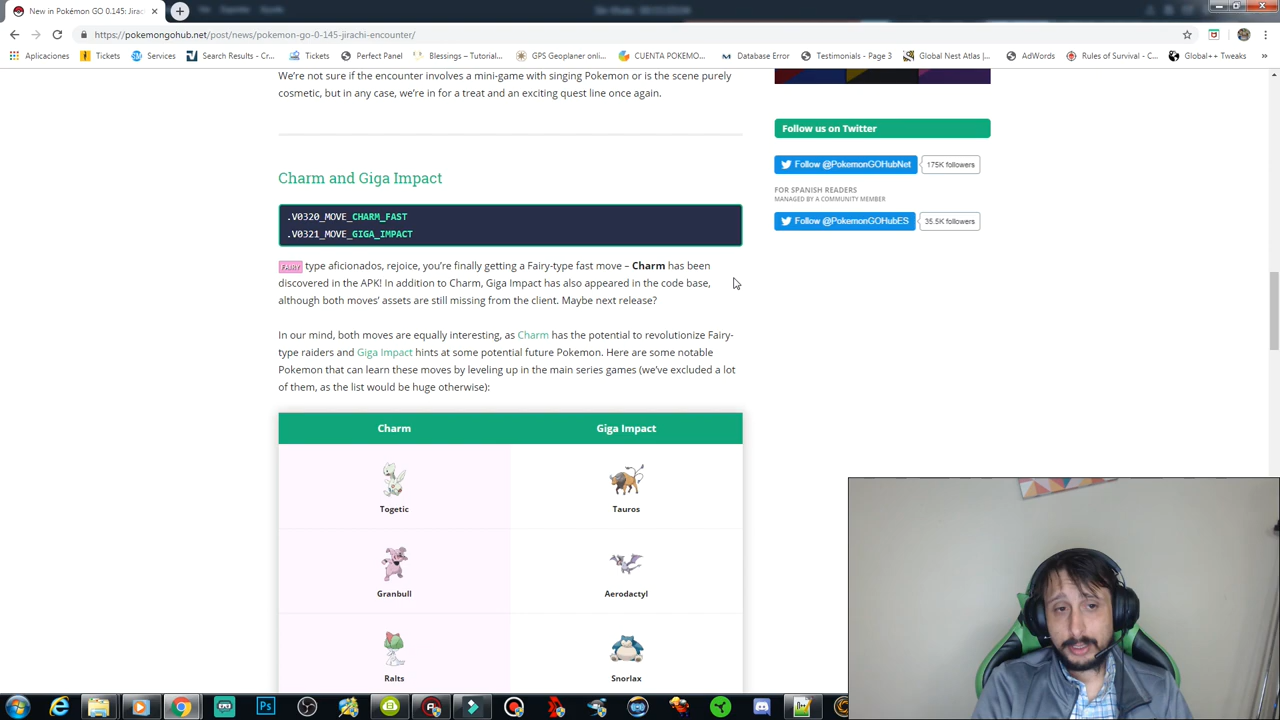 New in Pokémon GO 0.145: Jirac
https://pokemongohub.net/post/news/pokemon-go-0-145-jirachi-encounter/
Aplicaciones Tickets Services Search Results - Cr... Tickets Perfect Panel Blessings – Tutorial... GPS Geoplaner onlin... CUENTA POKEMO... Database Error Testimonials - Page 3 Global Nest Atlas |... AdWords Rules of Survival - C... Global++ Tweaks
We're not sure if the encounter involves a mini-game with singing Pokemon or is the scene purely
cosmetic, but in any case, we're in for a treat and an exciting quest line once again.
Charm and Giga Impact
.V0320_MOVE_CHARM_FAST
.V0321_MOVE_GIGA_IMPACT
FAIRY type aficionados, rejoice, you're finally getting a Fairy-type fast move – Charm has been
discovered in the APK! In addition to Charm, Giga Impact has also appeared in the code base,
although both moves' assets are still missing from the client. Maybe next release?
In our mind, both moves are equally interesting, as Charm has the potential to revolutionize Fairy-
type raiders and Giga Impact hints at some potential future Pokemon. Here are some notable
Pokemon that can learn these moves by leveling up in the main series games (we've excluded a lot
of them, as the list would be huge otherwise):
Charm Giga Impact
Togetic Tauros
Granbull Aerodactyl
Ralts Snorlax
Follow us on Twitter
Follow @PokemonGOHubNet 175K followers
FOR SPANISH READERS
MANAGED BY A COMMUNITY MEMBER
Follow @PokemonGOHubES 35.5K followers
Ps